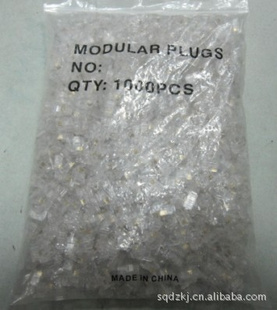 MODULAR PLUGS
NO:
QTY: 1000PCS
MADE IN CHINA
sqdzkj.cn.alibaba.com